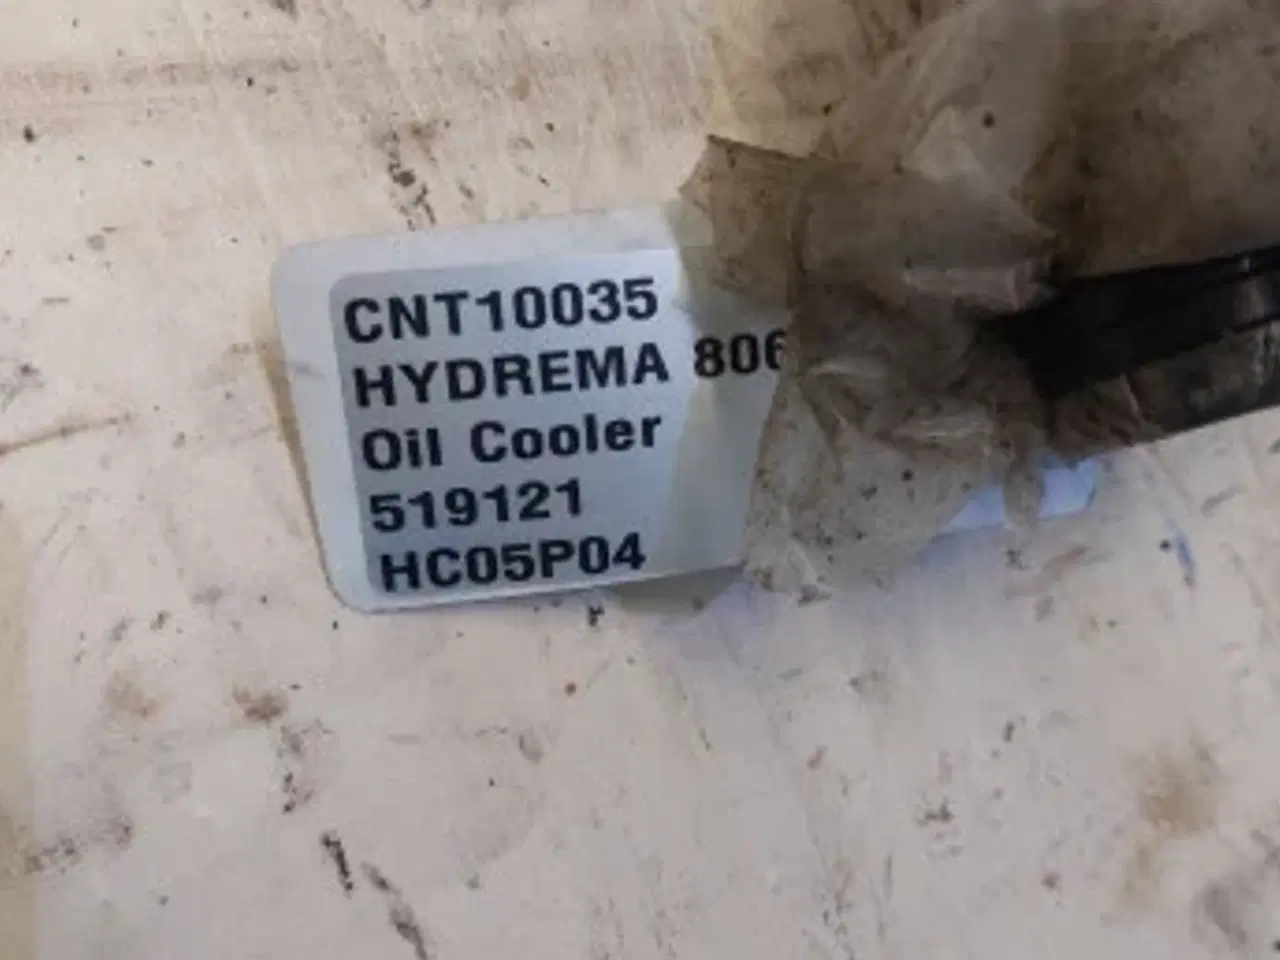 CNT10035
HYDREMA 806
Oil Cooler
519121
HC05P04